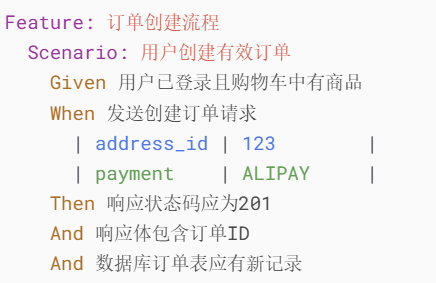 Feature: 订单创建流程
  Scenario: 用户创建有效订单
    Given 用户已登录且购物车中有商品
    When 发送创建订单请求
      | address_id | 123        |
      | payment    | ALIPAY     |
    Then 响应状态码应为201
    And 响应体包含订单ID
    And 数据库订单表应有新记录